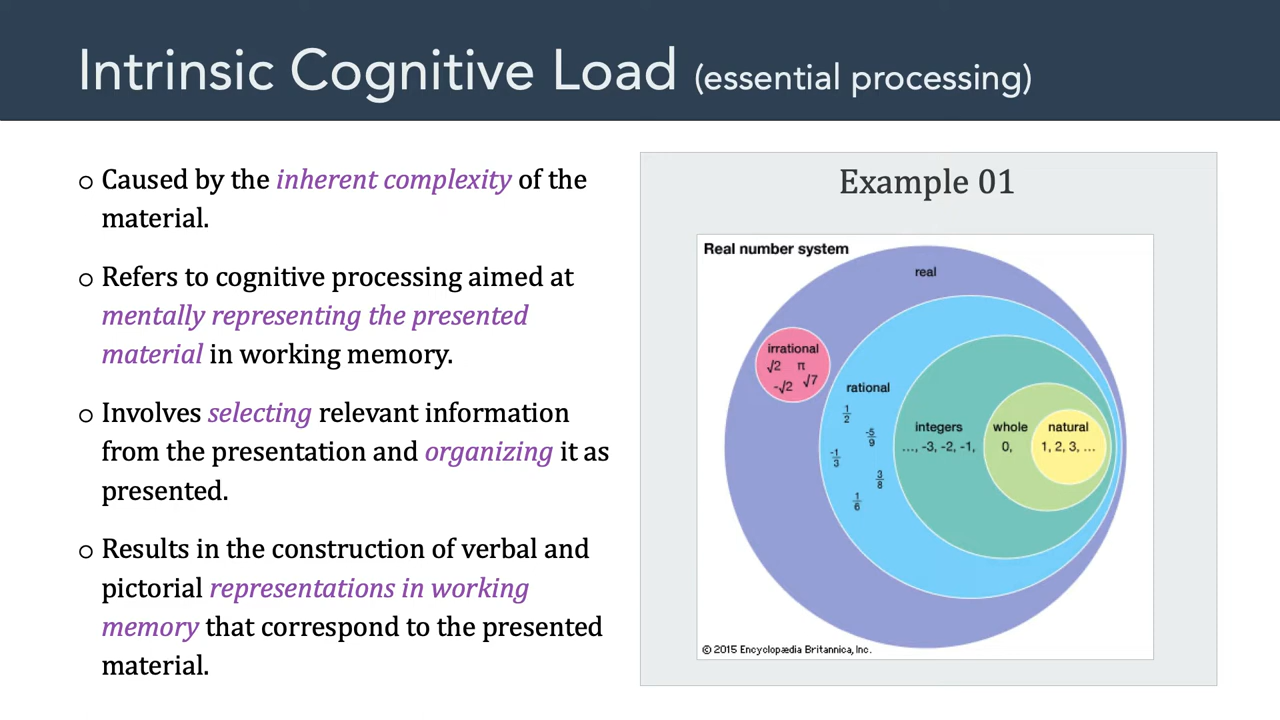 Intrinsic Cognitive Load (essential processing)
○ Caused by the inherent complexity of the
material.
○ Refers to cognitive processing aimed at
mentally representing the presented
material in working memory.
○ Involves selecting relevant information
from the presentation and organizing it as
presented.
○ Results in the construction of verbal and
pictorial representations in working
memory that correspond to the presented
material.
Example 01
Real number system
real
irrational
√2 π
-√2 √7
rational
1/2
-5/9
-1/3
3/8
1/6
integers
..., -3, -2, -1,
whole
0,
natural
1, 2, 3, ...
© 2015 Encyclopædia Britannica, Inc.